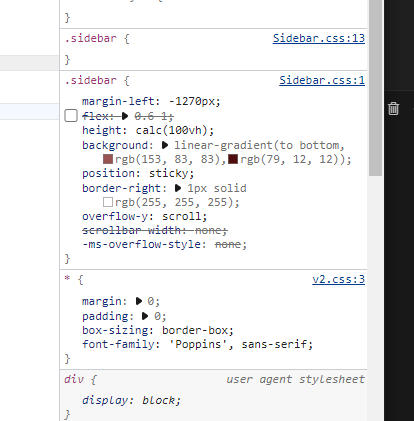 }
.sidebar { Sidebar.css:13
}
.sidebar { Sidebar.css:1
margin-left: -1270px;
flex: 0.6 1;
height: calc(100vh);
background: linear-gradient(to bottom,
rgb(153, 83, 83), rgb(79, 12, 12));
position: sticky;
border-right: 1px solid
rgb(255, 255, 255);
overflow-y: scroll;
scrollbar-width: none;
-ms-overflow-style: none;
}
* { v2.css:3
margin: 0;
padding: 0;
box-sizing: border-box;
font-family: 'Poppins', sans-serif;
}
div { user agent stylesheet
display: block;
}